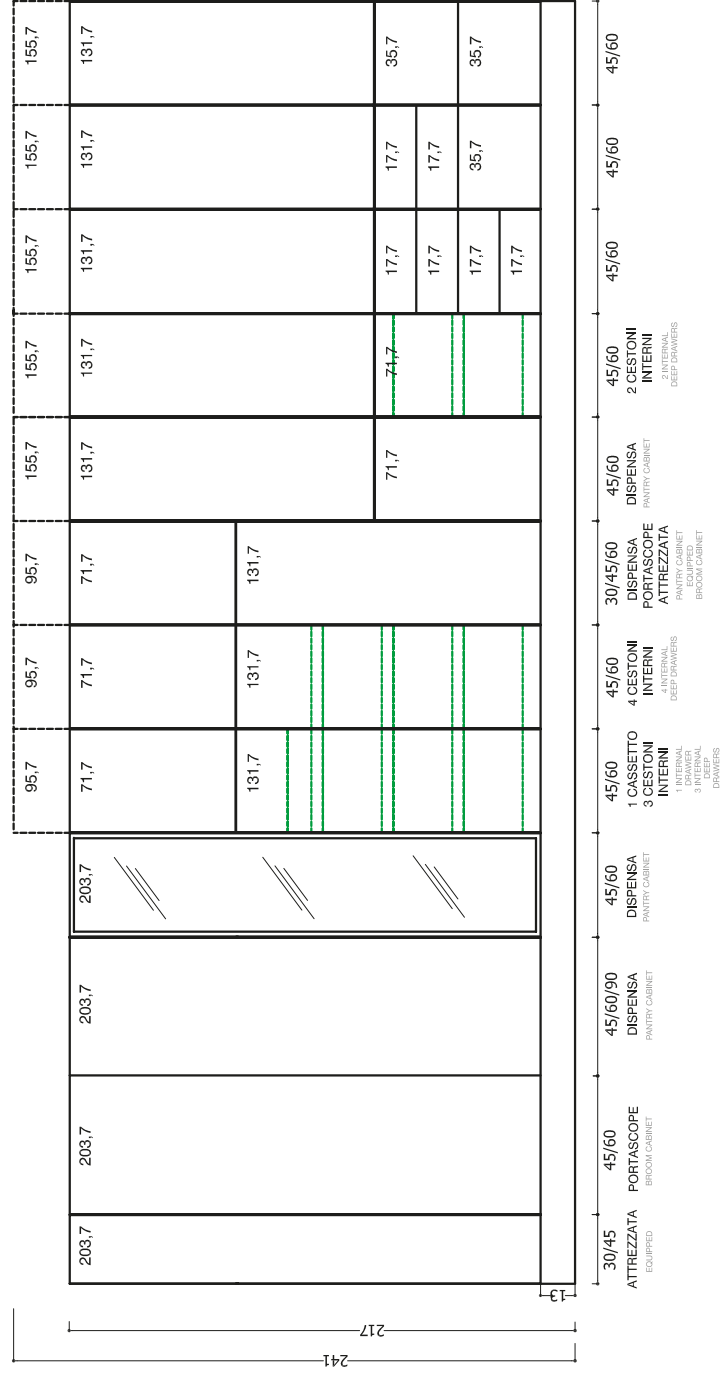 241
217
13
203,7
30/45
ATTREZZATA
EQUIPPED
203,7
45/60
PORTASCOPE
BROOM CABINET
203,7
45/60/90
DISPENSA
PANTRY CABINET
203,7
45/60
DISPENSA
PANTRY CABINET
95,7
71,7
131,7
45/60
1 CASSETTO
3 CESTONI
INTERNI
1 INTERNAL
DRAWER
3 INTERNAL
DEEP
DRAWERS
95,7
71,7
131,7
45/60
4 CESTONI
INTERNI
4 INTERNAL
DEEP DRAWERS
95,7
71,7
131,7
30/45/60
DISPENSA
PORTASCOPE
ATTREZZATA
PANTRY CABINET
EQUIPPED
BROOM CABINET
155,7
131,7
71,7
45/60
DISPENSA
PANTRY CABINET
155,7
131,7
71,7
45/60
2 CESTONI
INTERNI
2 INTERNAL
DEEP DRAWERS
155,7
131,7
17,7
17,7
17,7
17,7
45/60
155,7
131,7
17,7
17,7
35,7
45/60
155,7
131,7
35,7
35,7
45/60